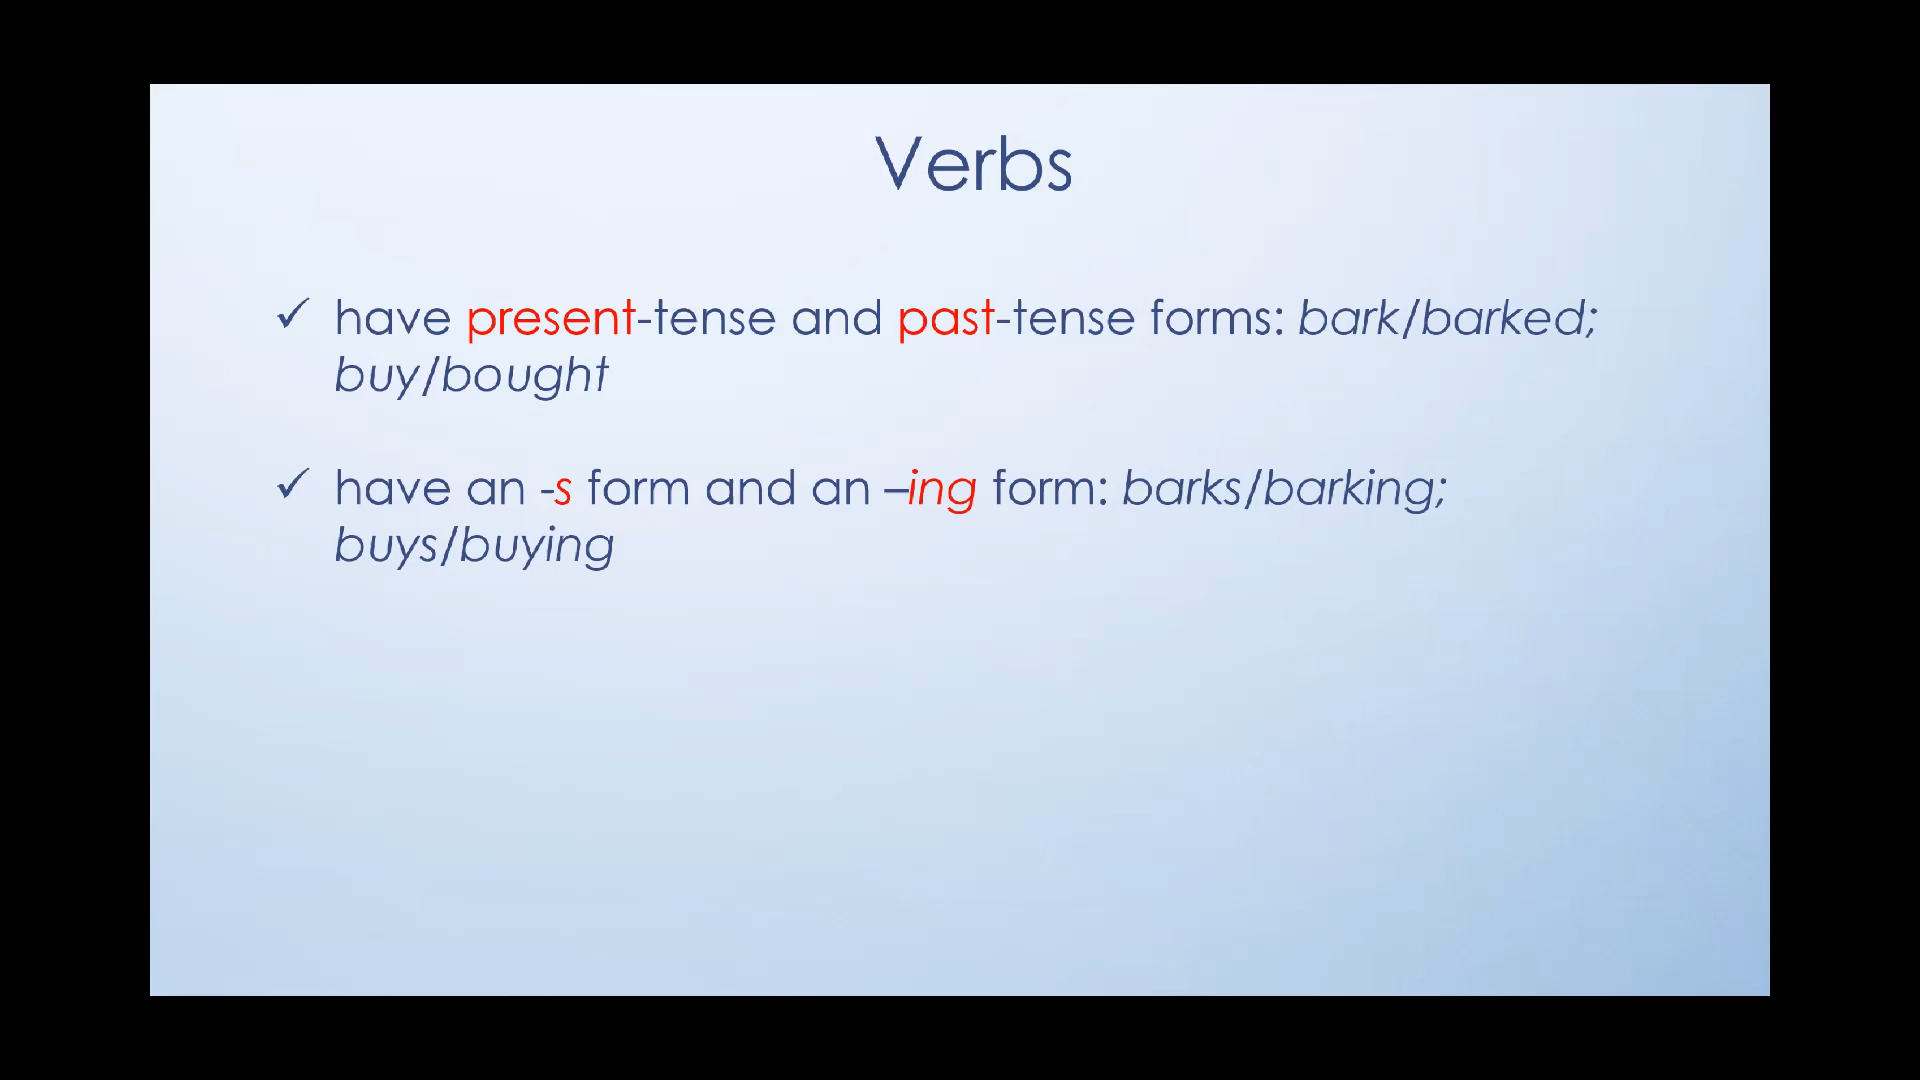 Verbs
✓ have present-tense and past-tense forms: bark/barked;
buy/bought
✓ have an -s form and an –ing form: barks/barking;
buys/buying